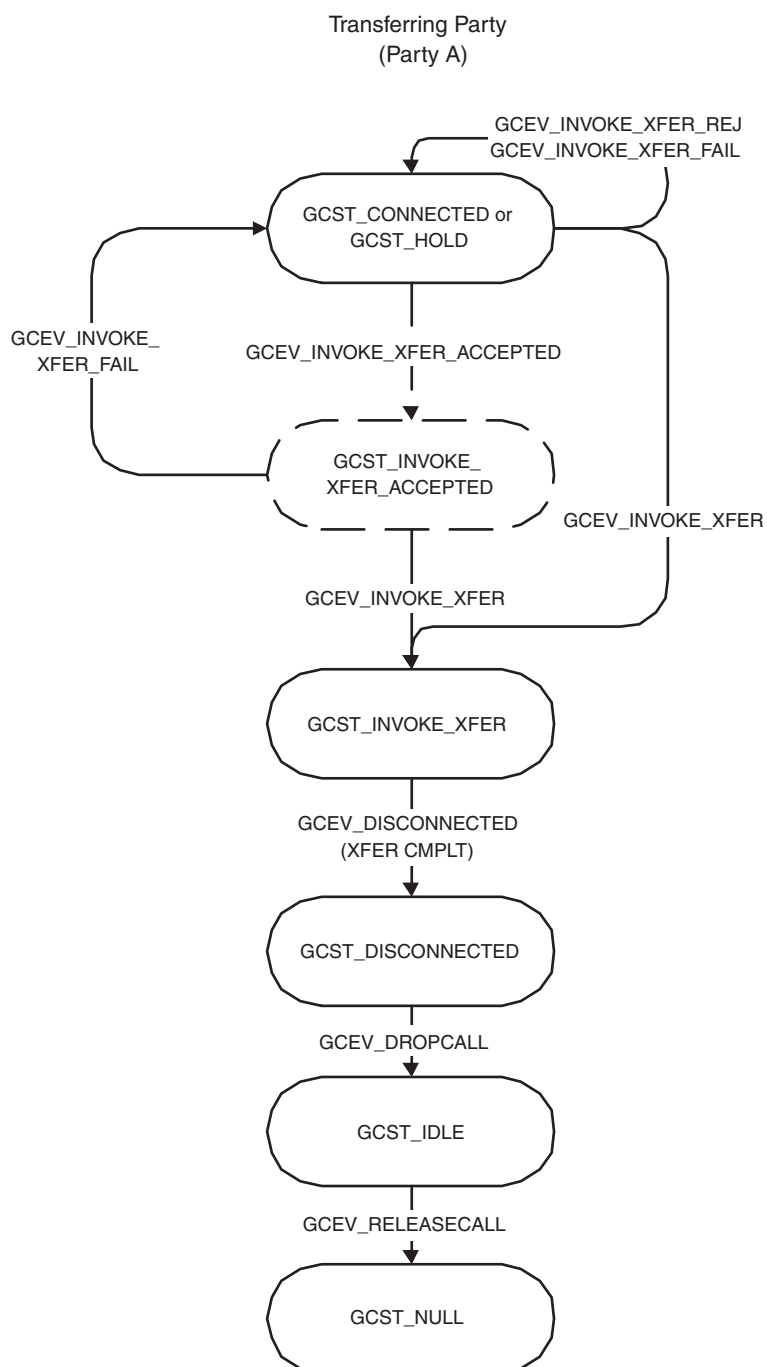 Transferring Party
(Party A)
GCEV_INVOKE_XFER_REJ
GCEV_INVOKE_XFER_FAIL
GCST_CONNECTED or
GCST_HOLD
GCEV_INVOKE_
XFER_FAIL
GCEV_INVOKE_XFER_ACCEPTED
GCST_INVOKE_
XFER_ACCEPTED
GCEV_INVOKE_XFER
GCEV_INVOKE_XFER
GCST_INVOKE_XFER
GCEV_DISCONNECTED
(XFER CMPLT)
GCST_DISCONNECTED
GCEV_DROPCALL
GCST_IDLE
GCEV_RELEASECALL
GCST_NULL